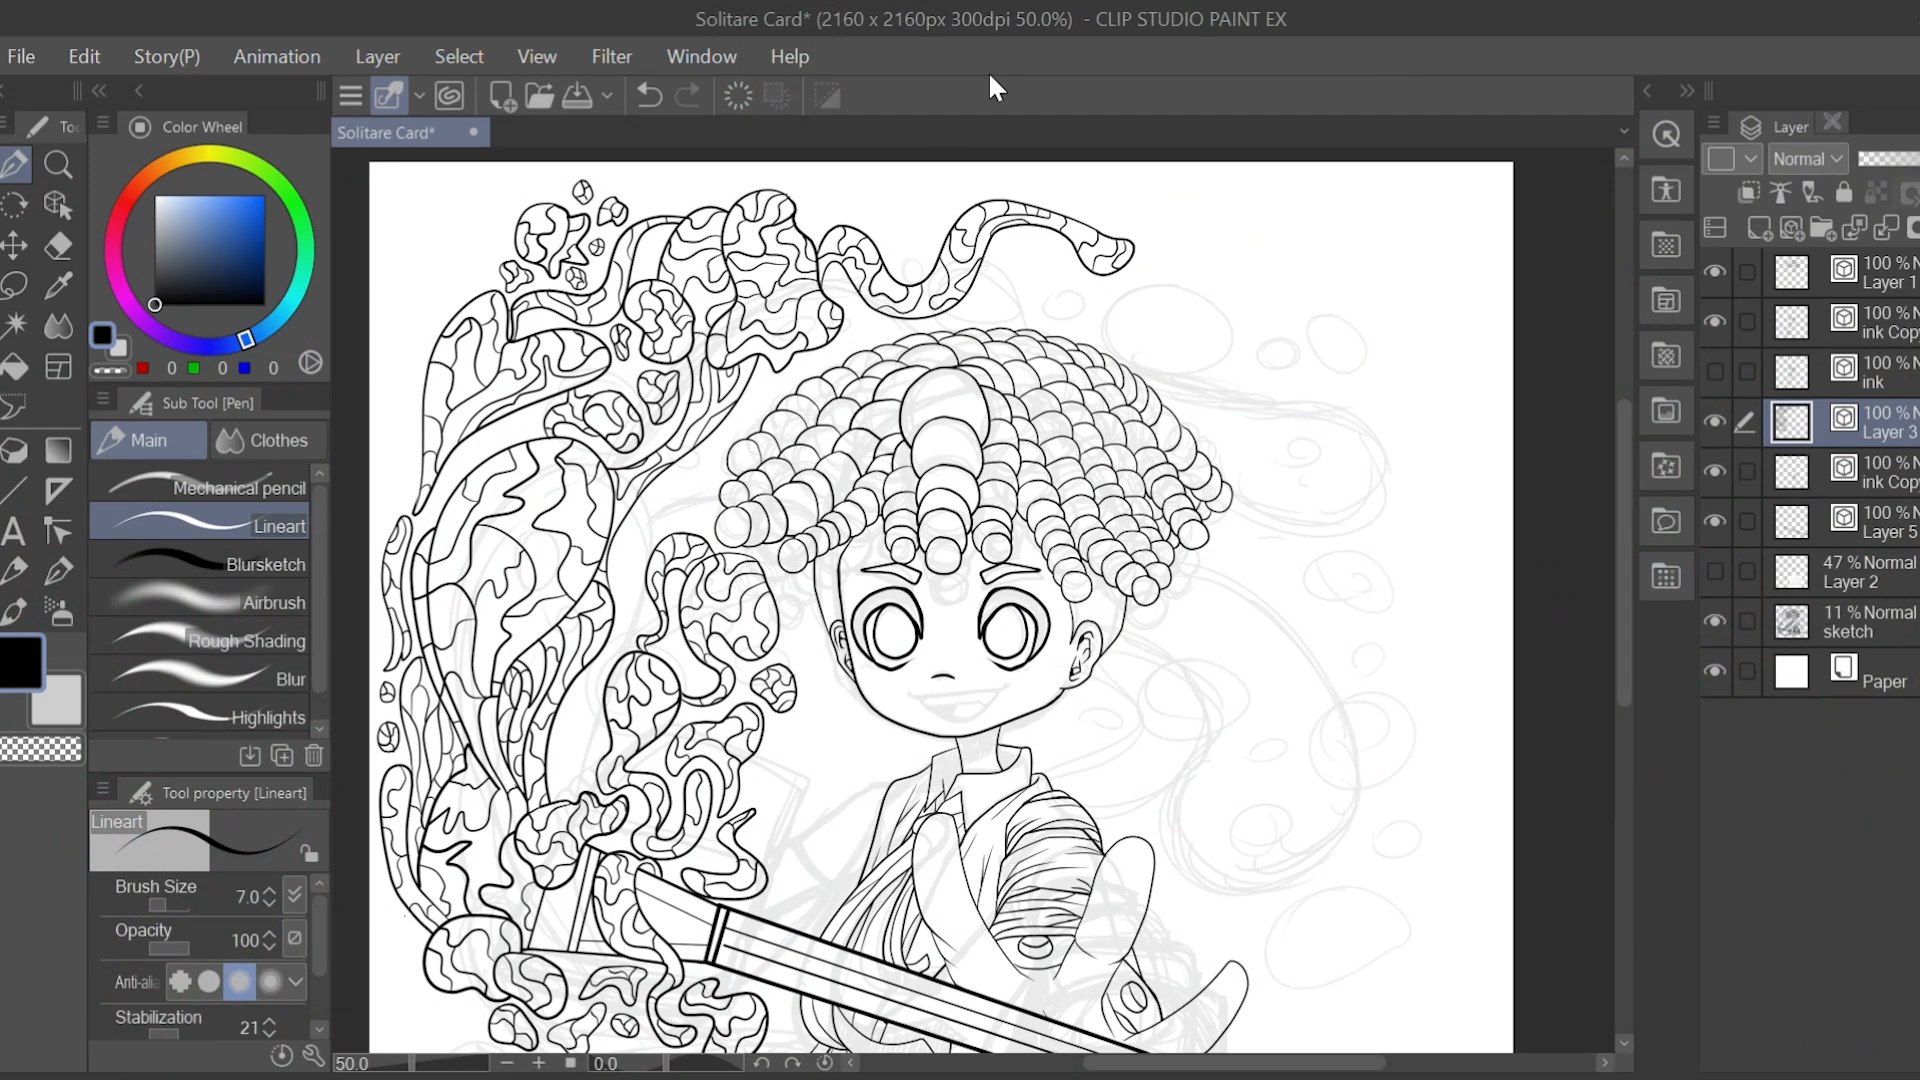 Solitare Card* (2160 x 2160px 300dpi 50.0%)  - CLIP STUDIO PAINT EX
File Edit Story(P) Animation Layer Select View Filter Window Help
Color Wheel
Solitare Card*
Layer
Normal
0 0 0
Sub Tool [Pen]
Main
Clothes
Mechanical pencil
Lineart
Blursketch
Airbrush
Rough Shading
Blur
Highlights
Tool property [Lineart]
Lineart
Brush Size 7.0
Opacity 100
Stabilization 21
50.0
0.0
100 %
Layer 1
100 %
ink
100 %
ink
100 %
Layer 3
100 %
ink
100 %
Layer 5
47 % Normal
Layer 2
11 % Normal
sketch
Paper